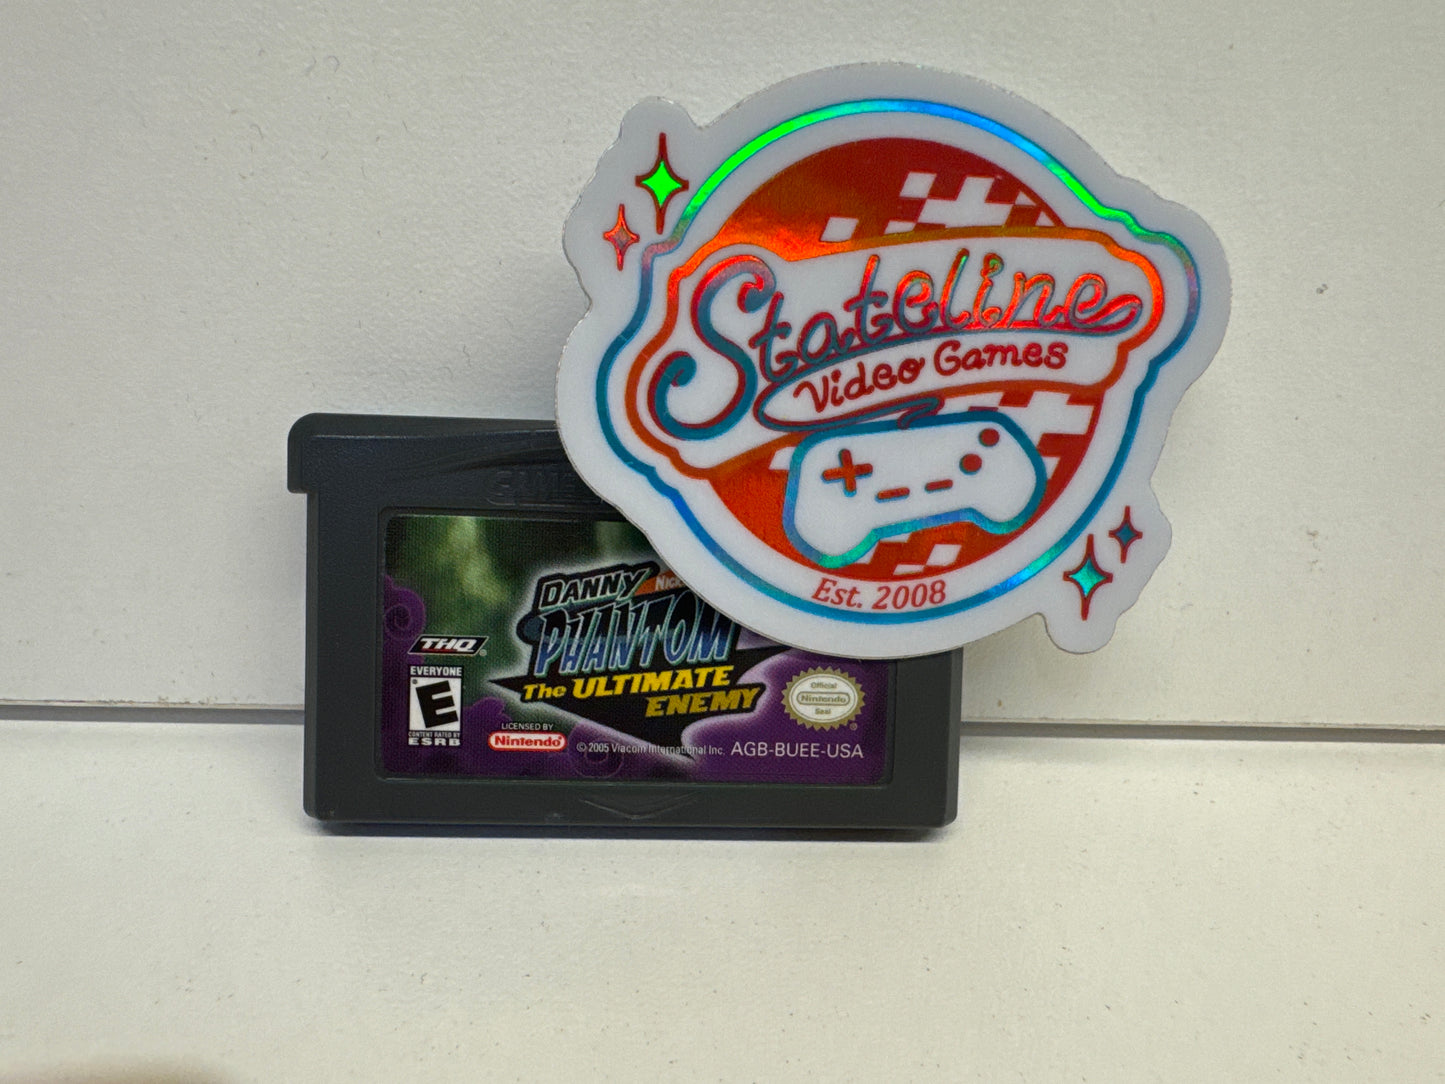 Stateline
Video Games
Est. 2008
DANNY
PHANTOM
The ULTIMATE
ENEMY
THQ
EVERYONE
E
CONTENT RATED BY
ESRB
LICENSED BY
Nintendo
© 2005 Viacom International Inc.
AGB-BUEE-USA
Official
Nintendo
Seal